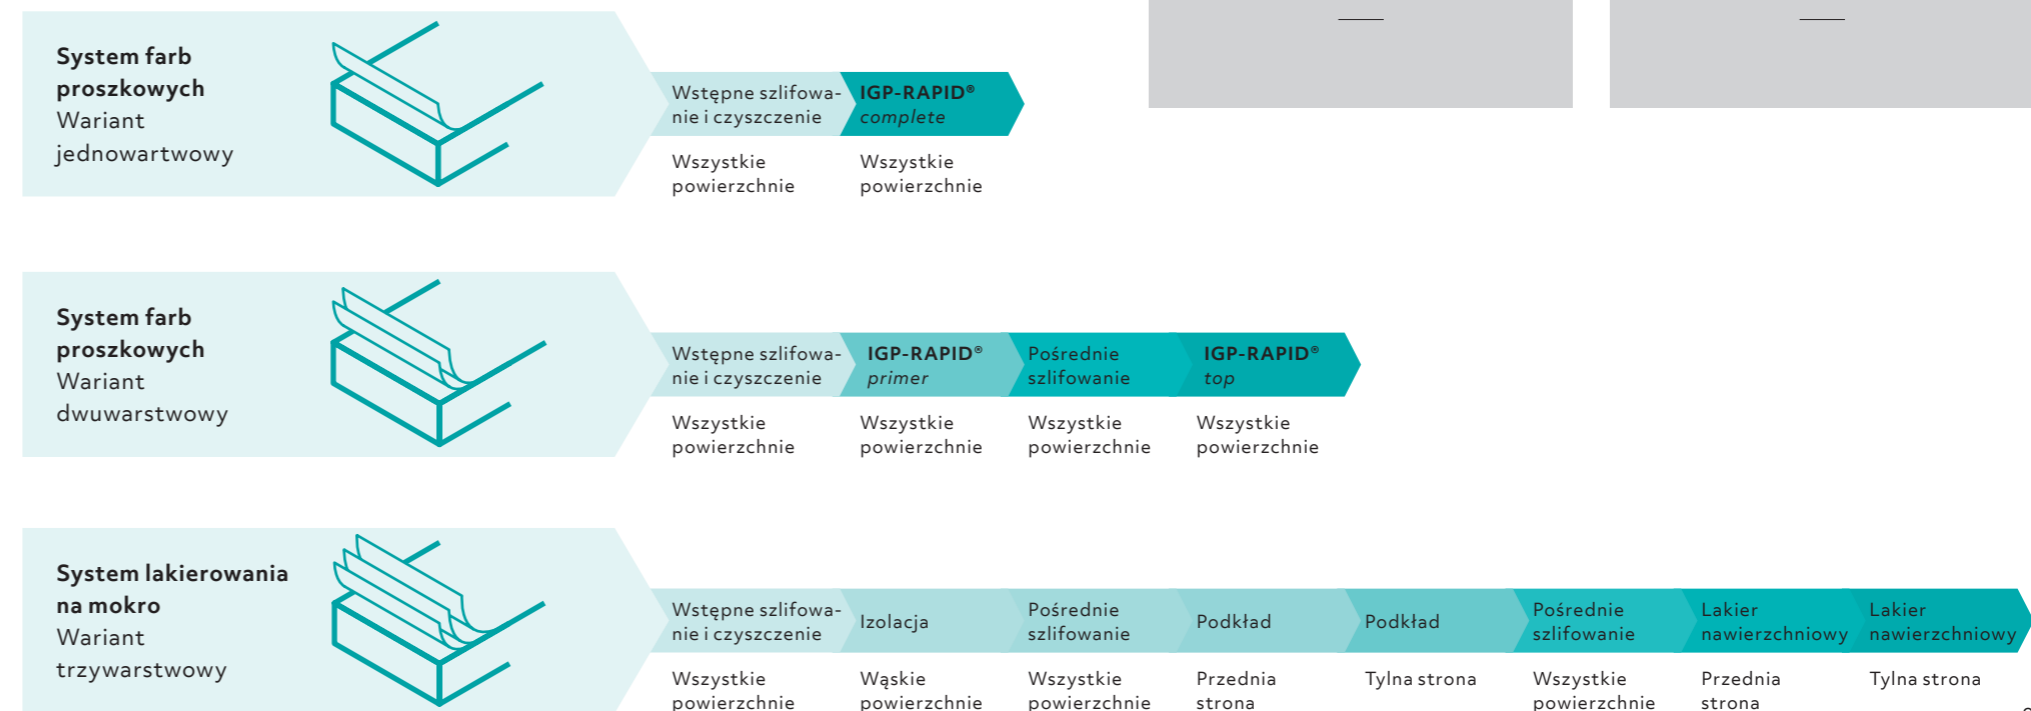 System farb
proszkowych
Wariant
jednowartwowy
Wstępne szlifowa-
nie i czyszczenie
IGP-RAPID®
complete
Wszystkie
powierzchnie
Wszystkie
powierzchnie
System farb
proszkowych
Wariant
dwuwarstwowy
Wstępne szlifowa-
nie i czyszczenie
IGP-RAPID®
primer
Pośrednie
szlifowanie
IGP-RAPID®
top
Wszystkie
powierzchnie
Wszystkie
powierzchnie
Wszystkie
powierzchnie
Wszystkie
powierzchnie
System lakierowania
na mokro
Wariant
trzywarstwowy
Wstępne szlifowa-
nie i czyszczenie
Izolacja
Pośrednie
szlifowanie
Podkład
Podkład
Pośrednie
szlifowanie
Lakier
nawierzchniowy
Lakier
nawierzchniowy
Wszystkie
powierzchnie
Wąskie
powierzchnie
Wszystkie
powierzchnie
Przednia
strona
Tylna strona
Wszystkie
powierzchnie
Przednia
strona
Tylna strona